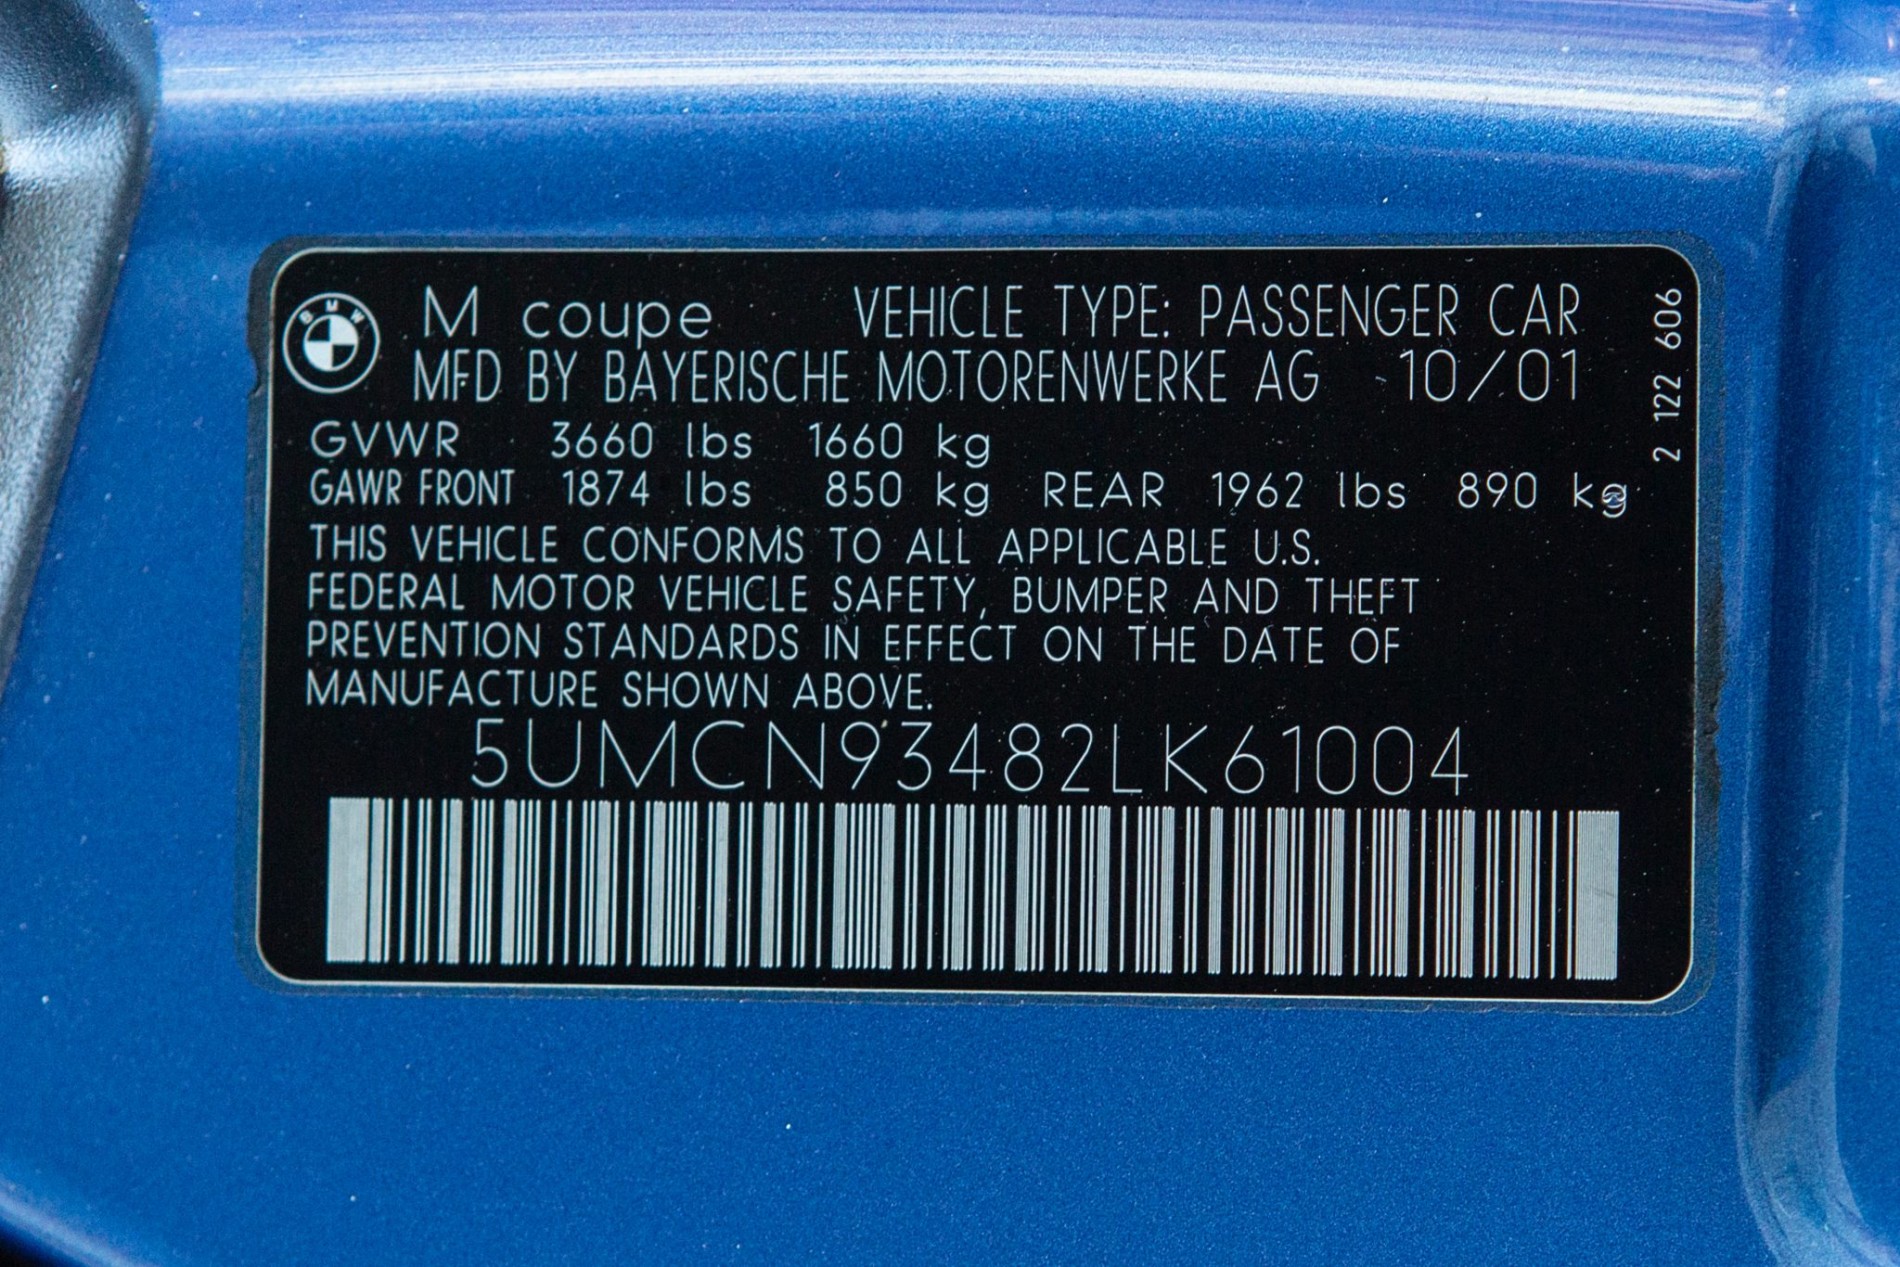 BMW
M coupe VEHICLE TYPE: PASSENGER CAR
MFD BY BAYERISCHE MOTORENWERKE AG 10/01
GVWR 3660 lbs 1660 kg
GAWR FRONT 1874 lbs 850 kg REAR 1962 lbs 890 kg
THIS VEHICLE CONFORMS TO ALL APPLICABLE U.S.
FEDERAL MOTOR VEHICLE SAFETY, BUMPER AND THEFT
PREVENTION STANDARDS IN EFFECT ON THE DATE OF
MANUFACTURE SHOWN ABOVE.
5UMCN93482LK61004
2 122 606